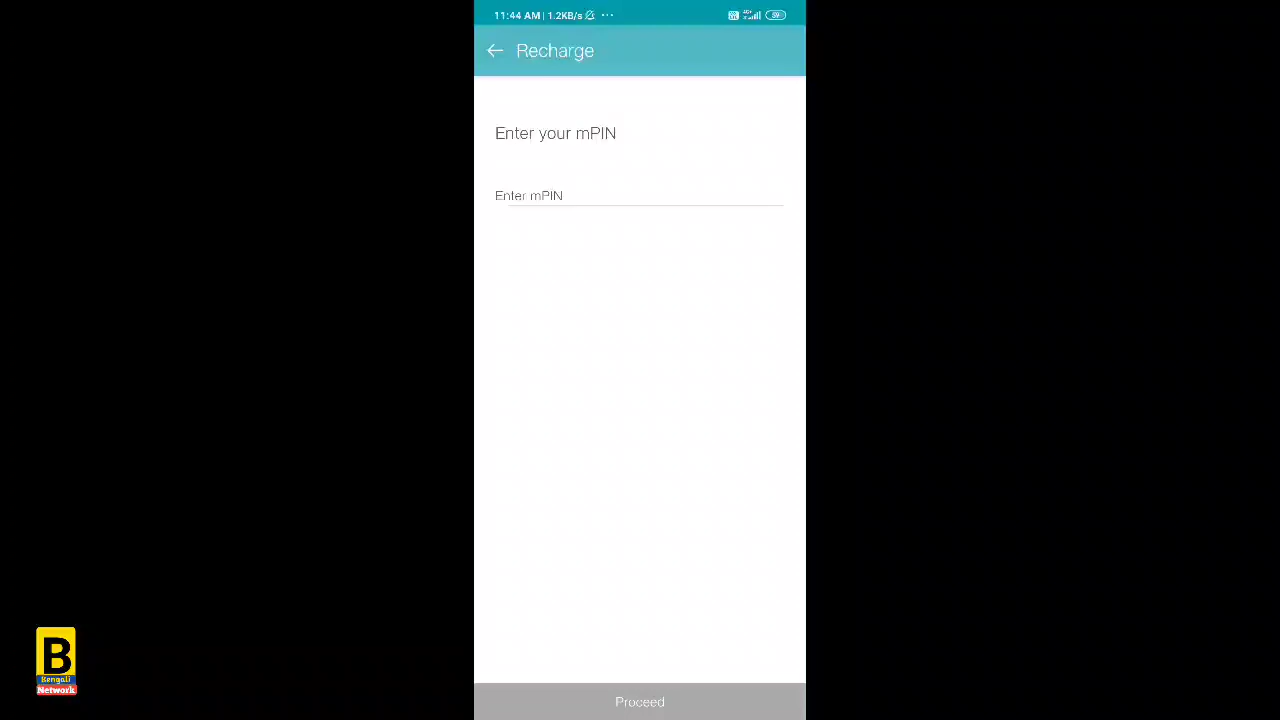 11:44 AM | 1.2KB/s ...
Recharge
Enter your mPIN
Enter mPIN
Proceed
B
Bengali
Network